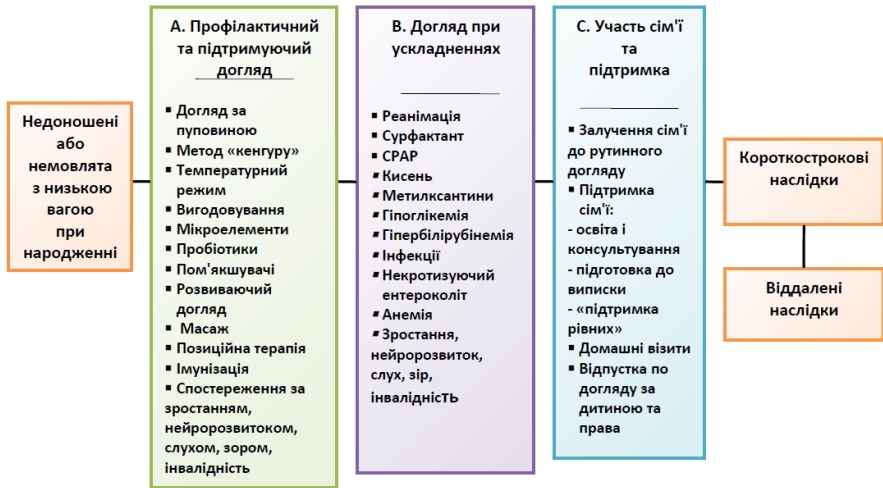 Недоношені
або
немовлята
з низькою
вагою
при
народженні
А. Профілактичний
та підтримуючий
догляд
▪ Догляд за
пуповиною
▪ Метод «кенгуру»
▪ Температурний
режим
▪ Вигодовування
▪ Мікроелементи
▪ Пробіотики
▪ Пом'якшувачі
▪ Розвиваючий
догляд
▪ Масаж
▪ Позиційна терапія
▪ Імунізація
▪ Спостереження за
зростанням,
нейророзвитоком,
слухом, зором,
інвалідність
В. Догляд при
ускладненнях
▪ Реанімація
▪ Сурфактант
▪ СРАР
▪ Кисень
▪ Метилксантини
▪ Гіпоглікемія
▪ Гіпербілірубінемія
▪ Інфекції
▪ Некротизуючий
ентероколіт
▪ Анемія
▪ Зростання,
нейророзвиток,
слух, зір,
інвалідність
С. Участь сім'ї
та
підтримка
▪ Залучення сім'ї
до рутинного
догляду
▪ Підтримка
сім'ї:
- освіта і
консультування
- підготовка до
виписки
- «підтримка
рівних»
▪ Домашні візити
▪ Відпустка по
догляду за
дитиною та
права
Короткострокові
наслідки
Віддалені
наслідки